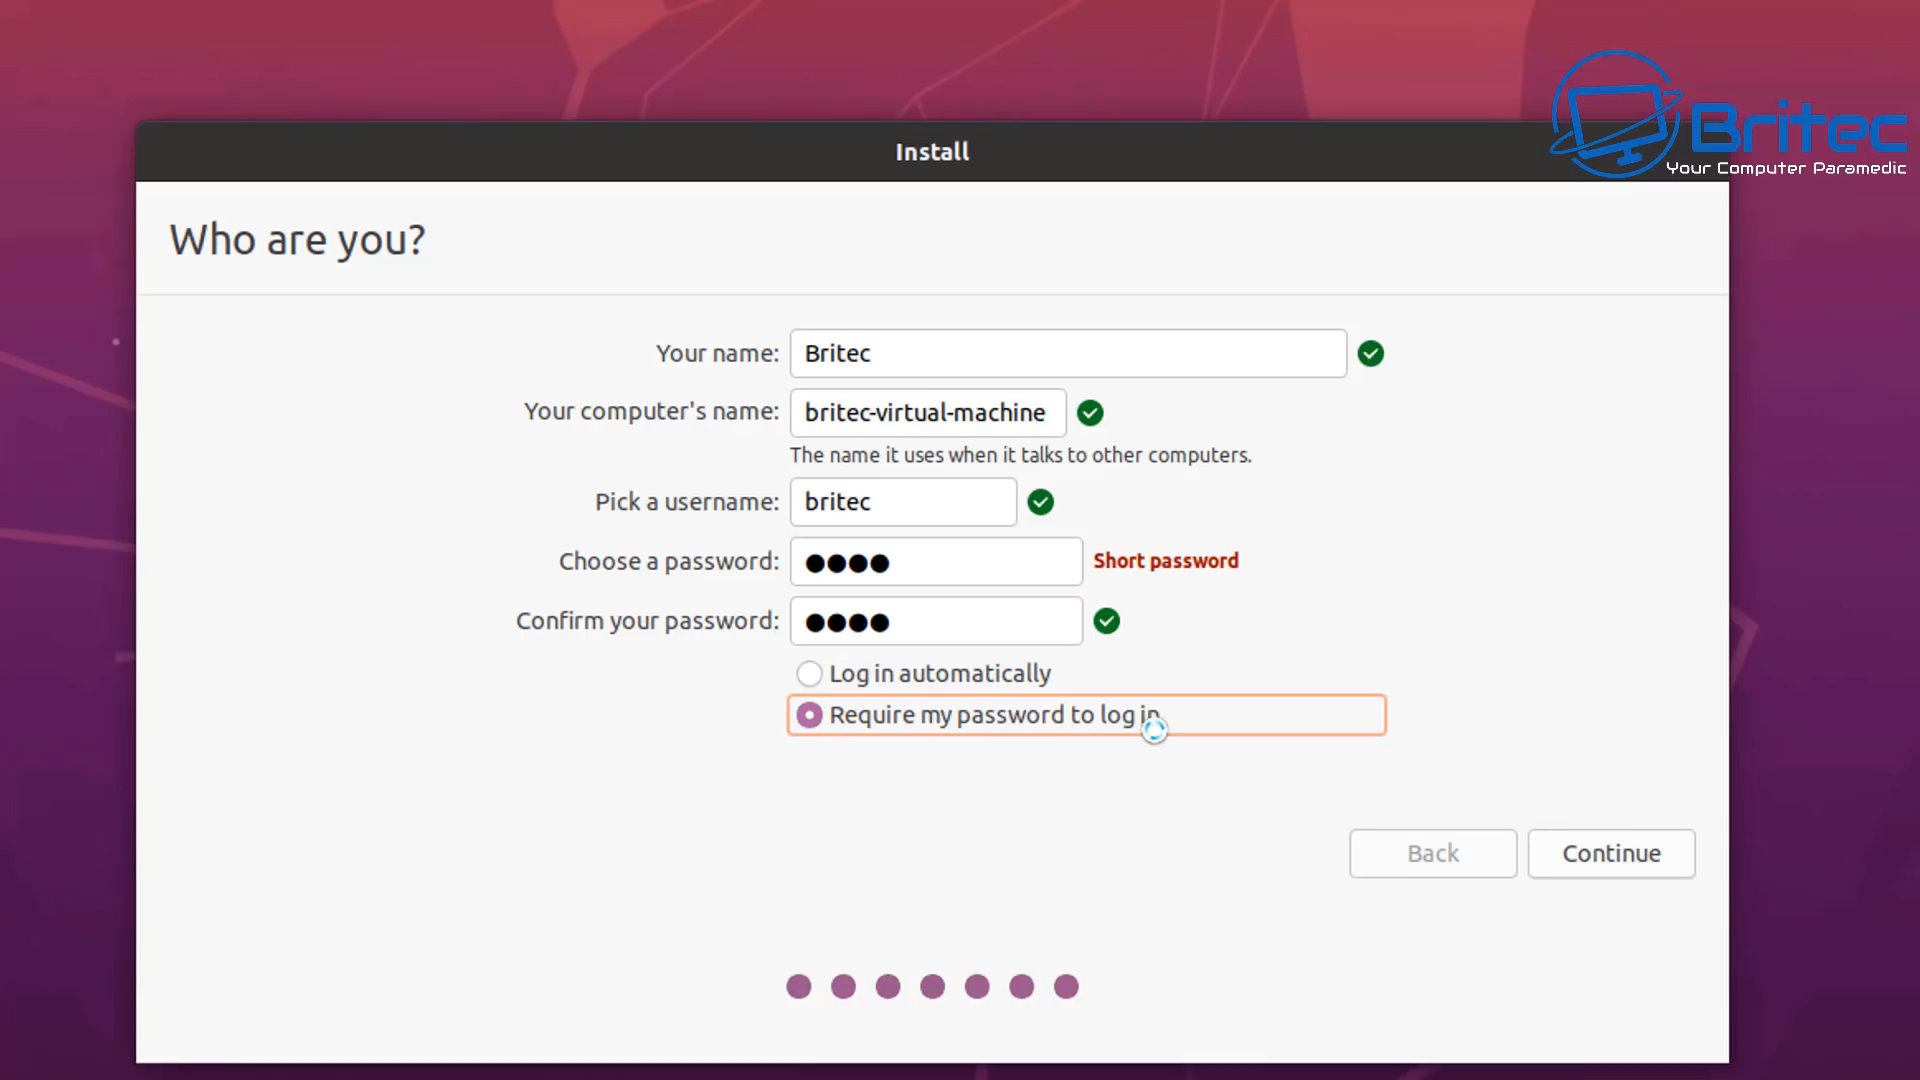 Britec
Your Computer Paramedic
Install
Who are you?
Your name: Britec
Your computer's name: britec-virtual-machine
The name it uses when it talks to other computers.
Pick a username: britec
Choose a password: ●●●● Short password
Confirm your password: ●●●●
Log in automatically
Require my password to log in
Back Continue